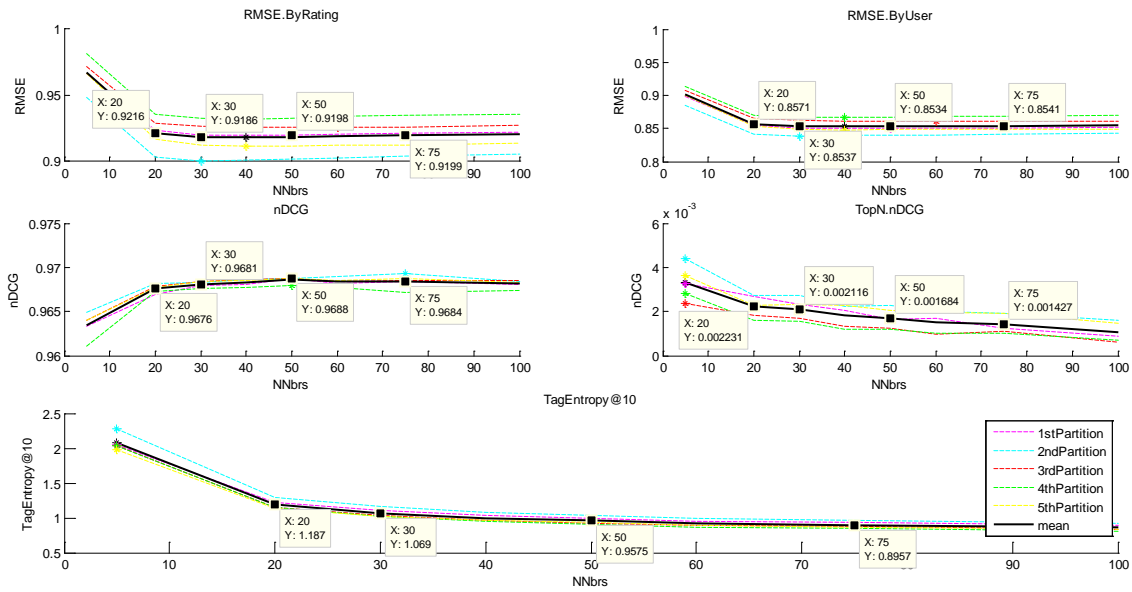 RMSE.ByRating
RMSE
1
0.95
0.9
X: 20
Y: 0.9216
X: 30
Y: 0.9186
X: 50
Y: 0.9198
X: 75
Y: 0.9199
0 10 20 30 40 50 60 70 80 90 100
NNbrs
RMSE.ByUser
RMSE
1
0.95
0.9
0.85
0.8
X: 20
Y: 0.8571
X: 30
Y: 0.8537
X: 50
Y: 0.8534
X: 75
Y: 0.8541
0 10 20 30 40 50 60 70 80 90 100
NNbrs
nDCG
nDCG
0.975
0.97
0.965
0.96
X: 20
Y: 0.9676
X: 30
Y: 0.9681
X: 50
Y: 0.9688
X: 75
Y: 0.9684
0 10 20 30 40 50 60 70 80 90 100
NNbrs
TopN.nDCG
x 10⁻³
nDCG
6
4
2
0
X: 20
Y: 0.002231
X: 30
Y: 0.002116
X: 50
Y: 0.001684
X: 75
Y: 0.001427
0 10 20 30 40 50 60 70 80 90 100
NNbrs
TagEntropy@10
TagEntropy@10
2.5
2
1.5
1
0.5
X: 20
Y: 1.187
X: 30
Y: 1.069
X: 50
Y: 0.9575
X: 75
Y: 0.8957
1stPartition
2ndPartition
3rdPartition
4thPartition
5thPartition
mean
0 10 20 30 40 50 60 70 80 90 100
NNbrs